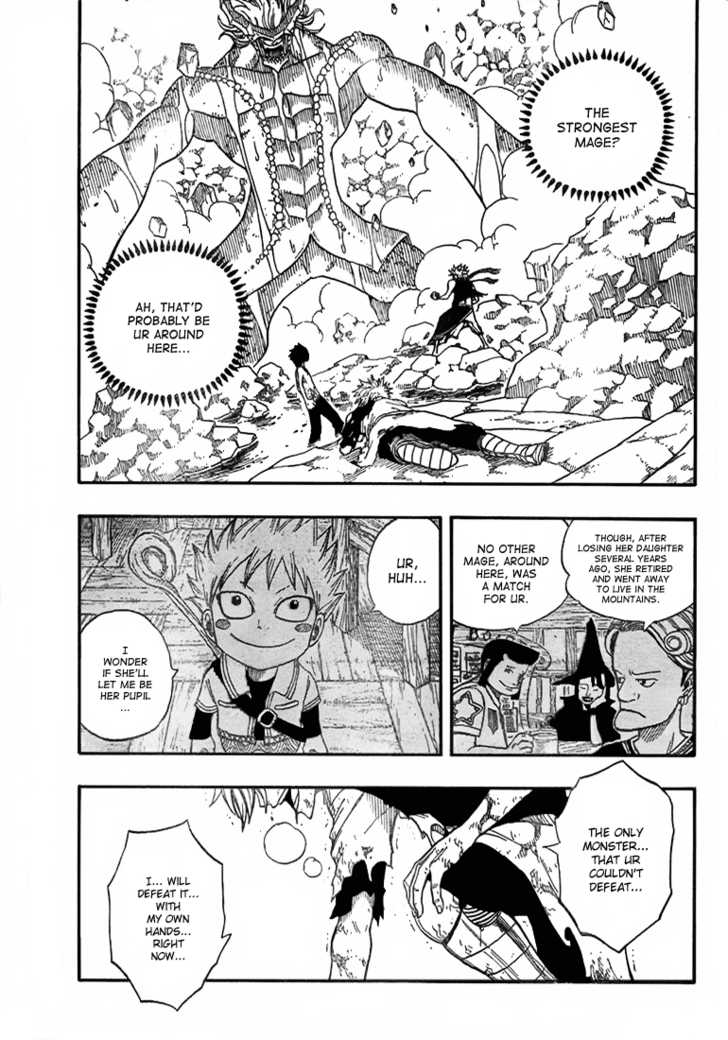 THE
STRONGEST
MAGE?
AH, THAT'D
PROBABLY BE
UR AROUND
HERE...
THOUGH, AFTER
LOSING HER DAUGHTER
SEVERAL YEARS
AGO, SHE RETIRED
AND WENT AWAY
TO LIVE IN THE
MOUNTAINS.
NO OTHER
MAGE, AROUND
HERE, WAS
A MATCH
FOR UR.
UR,
HUH...
I
WONDER
IF SHE'LL
LET ME BE
HER PUPIL
...
THE ONLY
MONSTER...
THAT UR
COULDN'T
DEFEAT...
I... WILL
DEFEAT IT...
WITH
MY OWN
HANDS...
RIGHT
NOW...